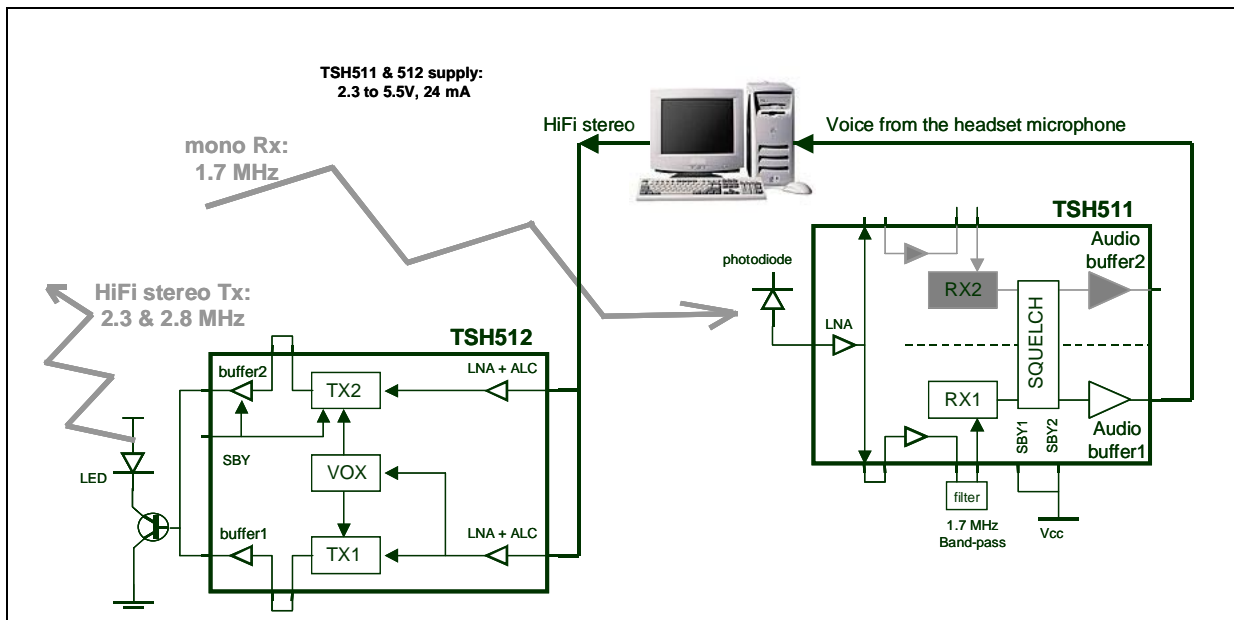 TSH511 & 512 supply:
2.3 to 5.5V, 24 mA
mono Rx:
1.7 MHz
HiFi stereo
Voice from the headset microphone
HiFi stereo Tx:
2.3 & 2.8 MHz
TSH512
buffer2
TX2
LNA + ALC
SBY
VOX
LED
buffer1
TX1
LNA + ALC
TSH511
photodiode
LNA
RX2
Audio
buffer2
SQUELCH
RX1
SBY1
SBY2
Audio
buffer1
filter
1.7 MHz
Band-pass
Vcc